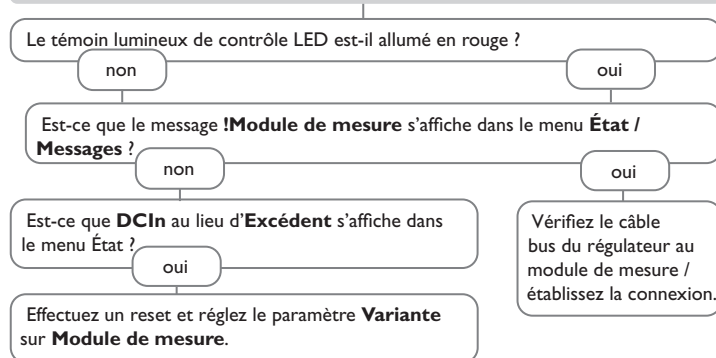 Le témoin lumineux de contrôle LED est-il allumé en rouge ?
non
oui
Est-ce que le message !Module de mesure s’affiche dans le menu État /
Messages ?
non
oui
Est-ce que DCIn au lieu d’Excédent s’affiche dans
le menu État ?
oui
Vérifiez le câble
bus du régulateur au
module de mesure /
établissez la connexion.
Effectuez un reset et réglez le paramètre Variante
sur Module de mesure.